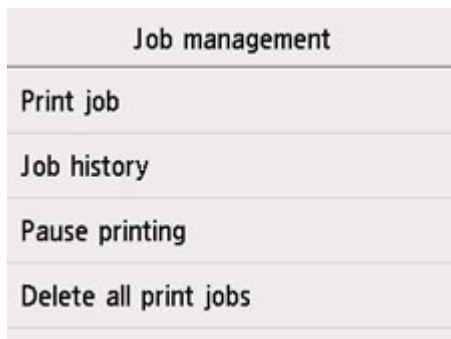 Job management
Print job
Job history
Pause printing
Delete all print jobs